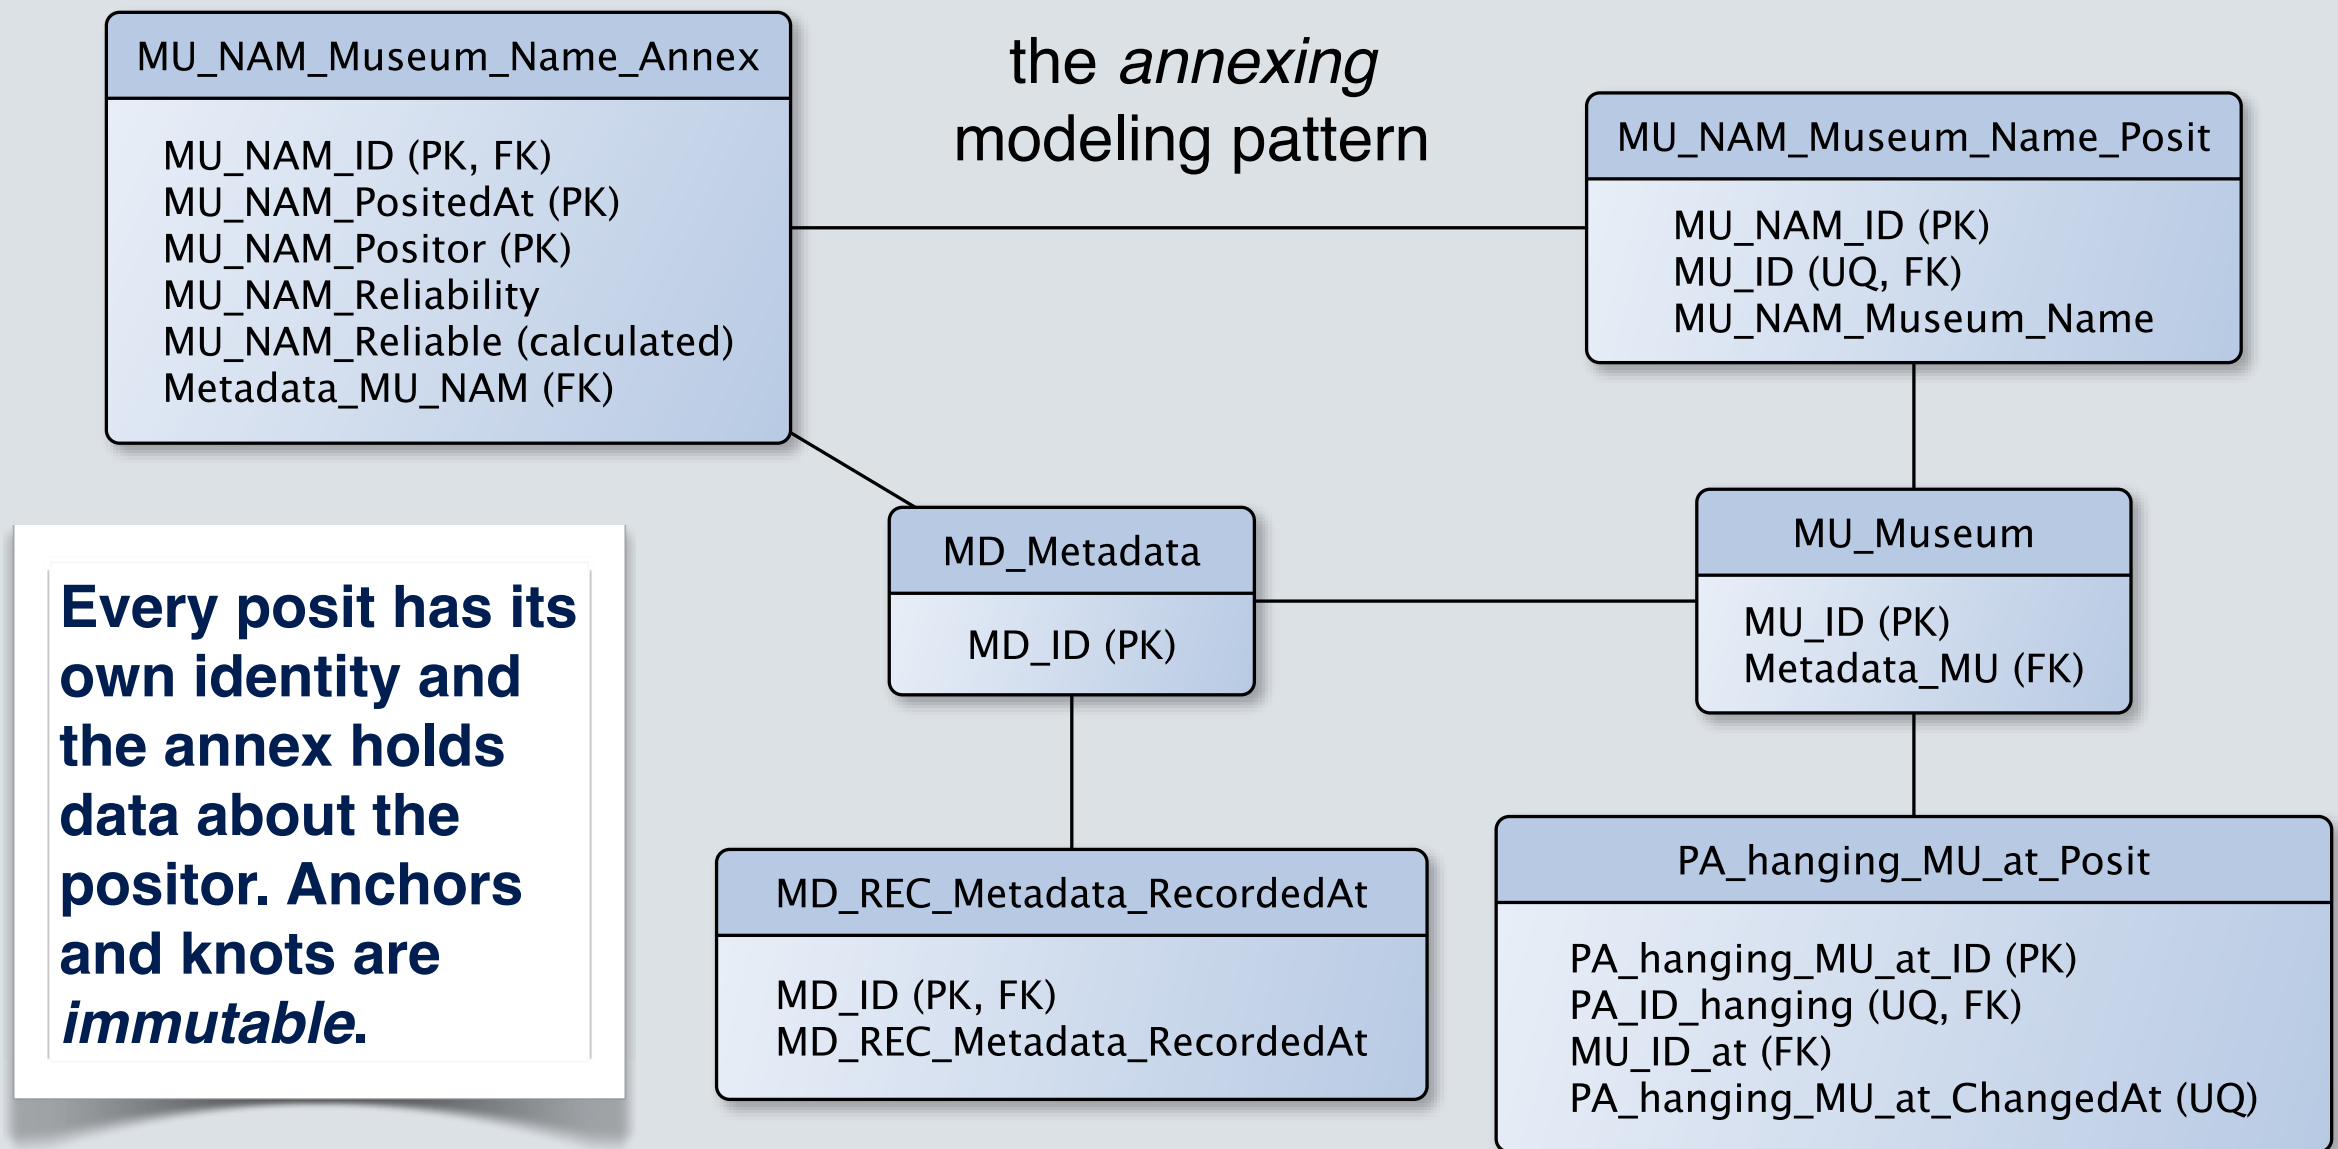 MU_NAM_Museum_Name_Annex
MU_NAM_ID (PK, FK)
MU_NAM_PositedAt (PK)
MU_NAM_Positor (PK)
MU_NAM_Reliability
MU_NAM_Reliable (calculated)
Metadata_MU_NAM (FK)
the annexing
modeling pattern
MU_NAM_Museum_Name_Posit
MU_NAM_ID (PK)
MU_ID (UQ, FK)
MU_NAM_Museum_Name
Every posit has its
own identity and
the annex holds
data about the
positor. Anchors
and knots are
immutable.
MD_Metadata
MD_ID (PK)
MU_Museum
MU_ID (PK)
Metadata_MU (FK)
MD_REC_Metadata_RecordedAt
MD_ID (PK, FK)
MD_REC_Metadata_RecordedAt
PA_hanging_MU_at_Posit
PA_hanging_MU_at_ID (PK)
PA_ID_hanging (UQ, FK)
MU_ID_at (FK)
PA_hanging_MU_at_ChangedAt (UQ)